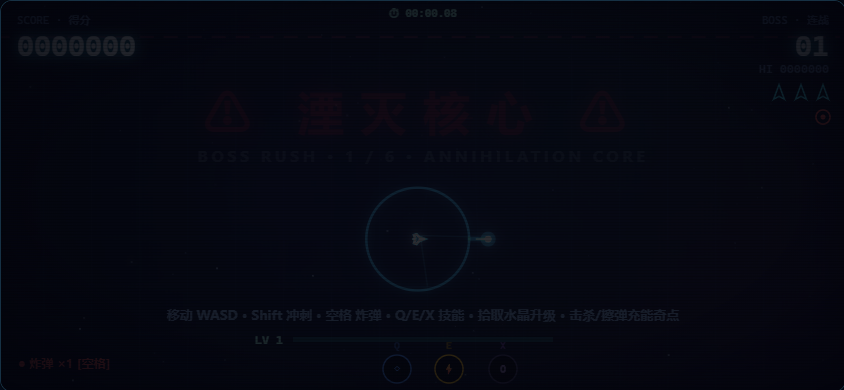 SCORE · 得分
⏱ 00:00.08
BOSS · 连战
0000000
01
HI 0000000
⚠ 湮灭核心 ⚠
BOSS RUSH · 1 / 6 · ANNIHILATION CORE
移动 WASD · Shift 冲刺 · 空格 炸弹 · Q/E/X 技能 · 拾取水晶升级 · 击杀/擦弹充能奇点
LV 1
Q E X
● 炸弹 ×1 [空格]
0